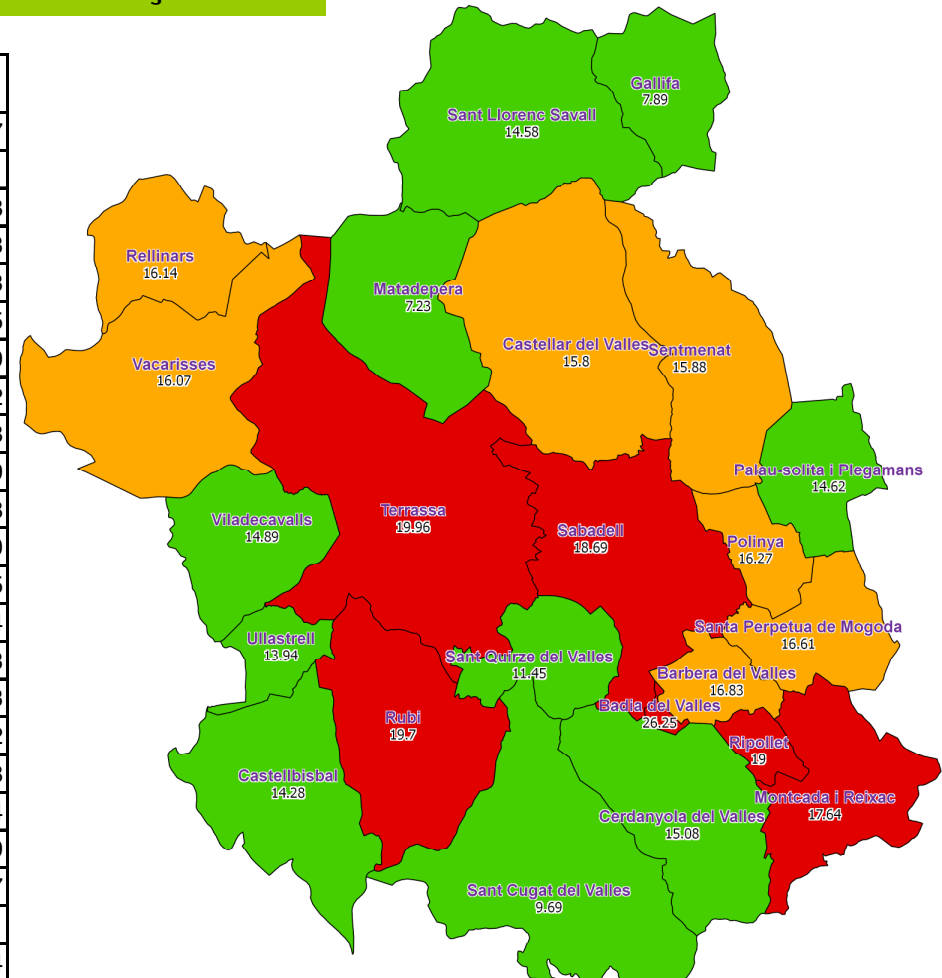 Gallifa
7.89
Sant Llorenc Savall
14.58
Rellinars
16.14
Matadepera
7.23
Castellar del Valles
15.8
Sentmenat
15.88
Vacarisses
16.07
Palau-solita i Plegamans
14.62
Terrassa
19.96
Viladecavalls
14.89
Sabadell
18.69
Polinya
16.27
Santa Perpetua de Mogoda
16.61
Ullastrell
13.94
Sant Quirze del Valles
11.45
Barbera del Valles
16.83
Badia del Valles
26.25
Rubi
19.7
Ripollet
19
Castellbisbal
14.28
Montcada i Reixac
17.64
Cerdanyola del Valles
15.08
Sant Cugat del Valles
9.69